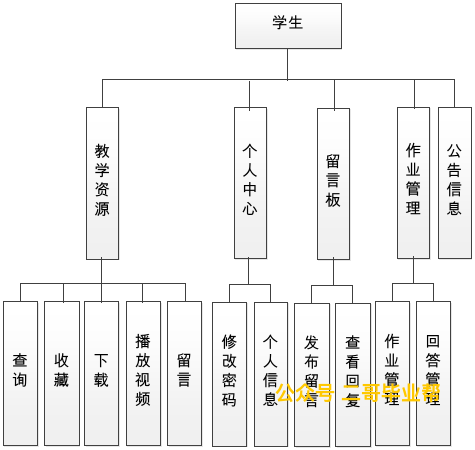 学生
教学资源
个人中心
留言板
作业管理
公告信息
查询
收藏
下载
播放视频
留言
修改密码
个人信息
发布留言
查看回复
作业管理
回答管理
公众号 二哥毕业帮